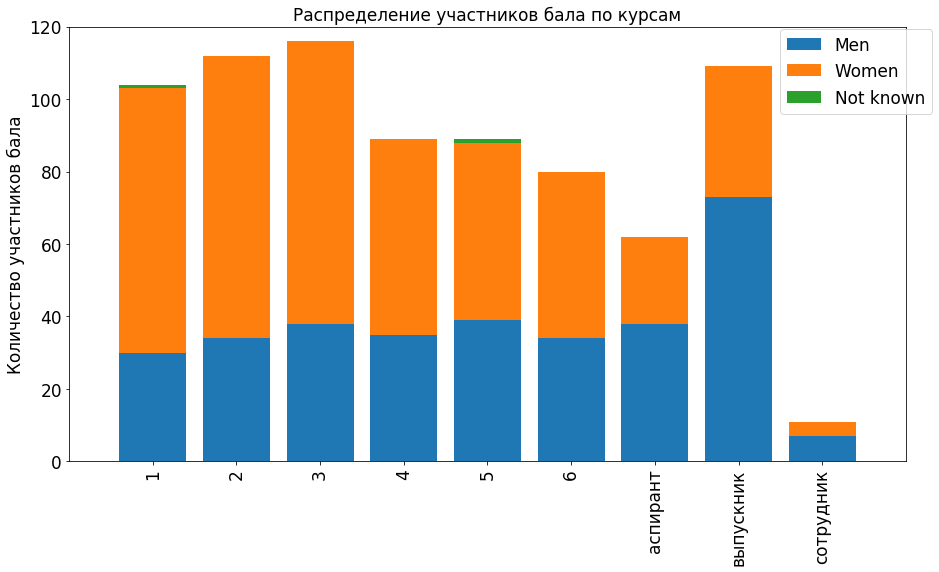 Распределение участников бала по курсам
Количество участников бала
120
100
80
60
40
20
0
Men
Women
Not known
1
2
3
4
5
6
аспирант
выпускник
сотрудник